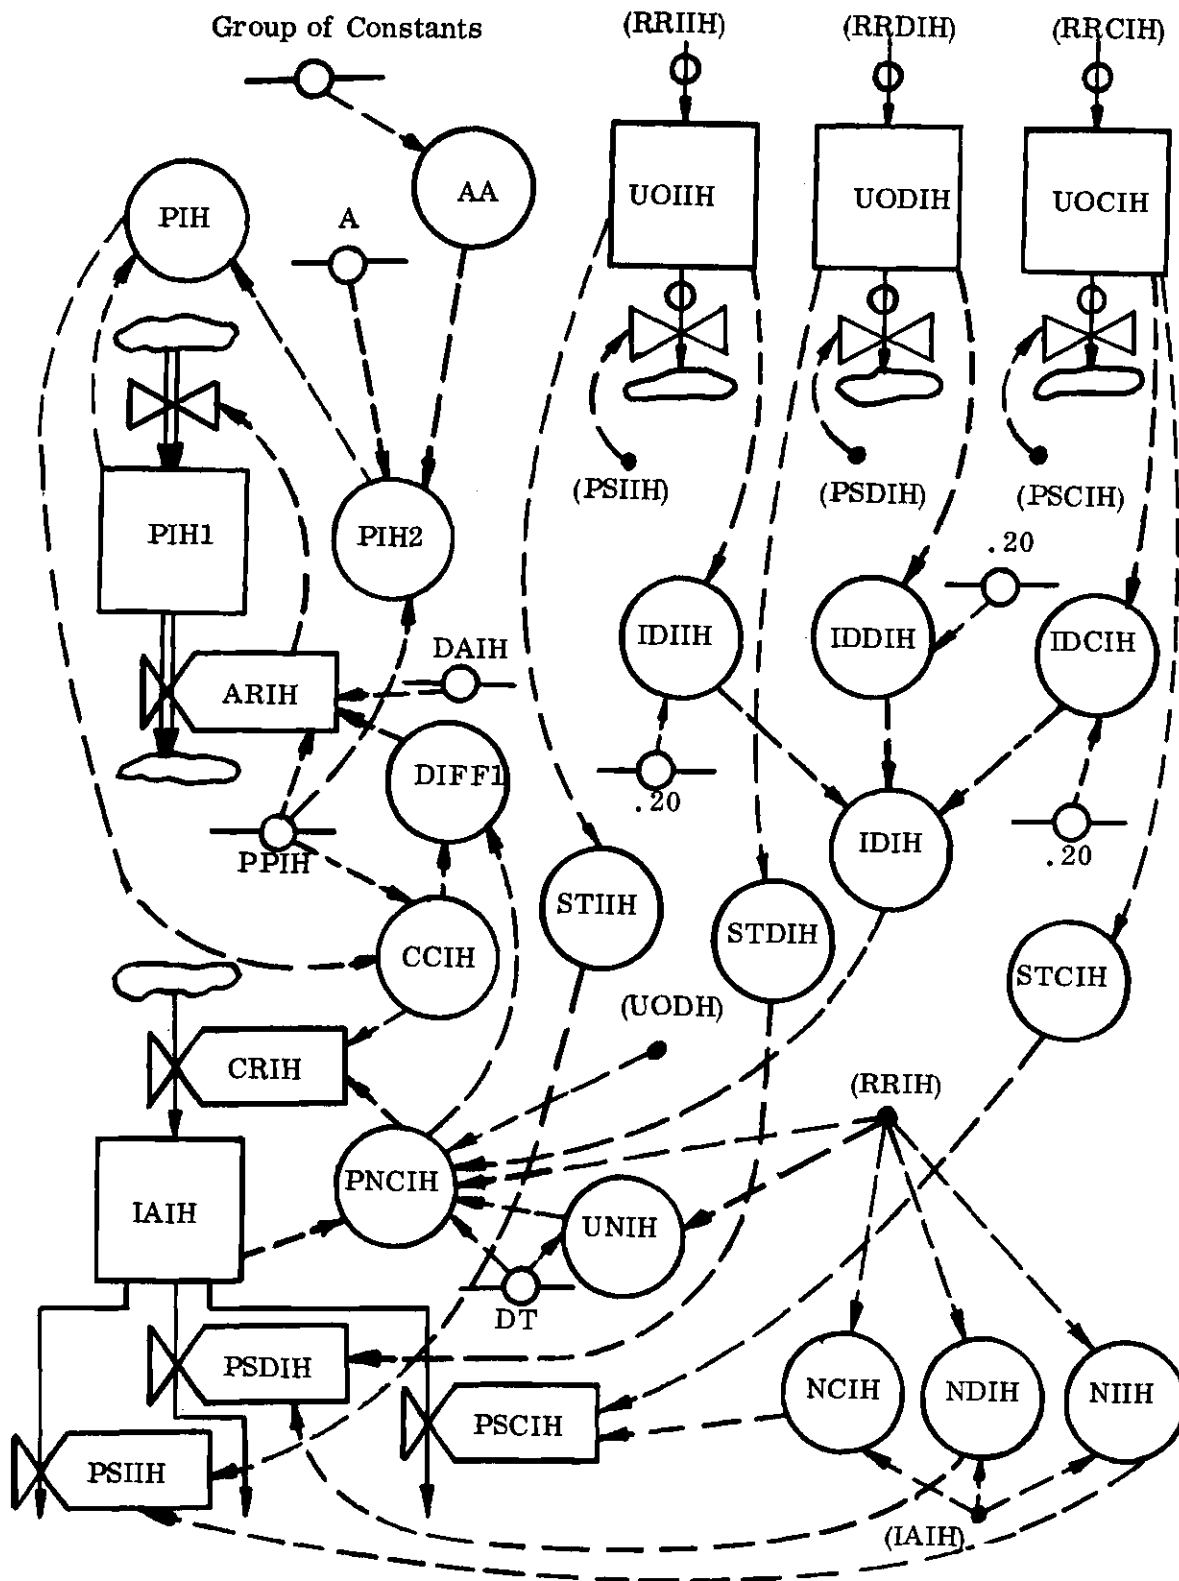 Group of Constants
(RRIIH)
(RRDIH)
(RRCIH)
AA
UOIIH
UODIH
UOCIH
PIH
A
(PSIIH)
(PSDIH)
(PSCIH)
PIH1
PIH2
.20
IDIIH
IDDIH
IDCIH
DAIH
ARIH
DIFF1
.20
.20
PPIH
IDIH
STIIH
STDIH
CCIH
STCIH
(UODH)
CRIH
(RRIH)
PNCIH
IAIH
UNIH
DT
PSDIH
NCIH
NDIH
NIIH
PSCIH
PSIIH
(IAIH)